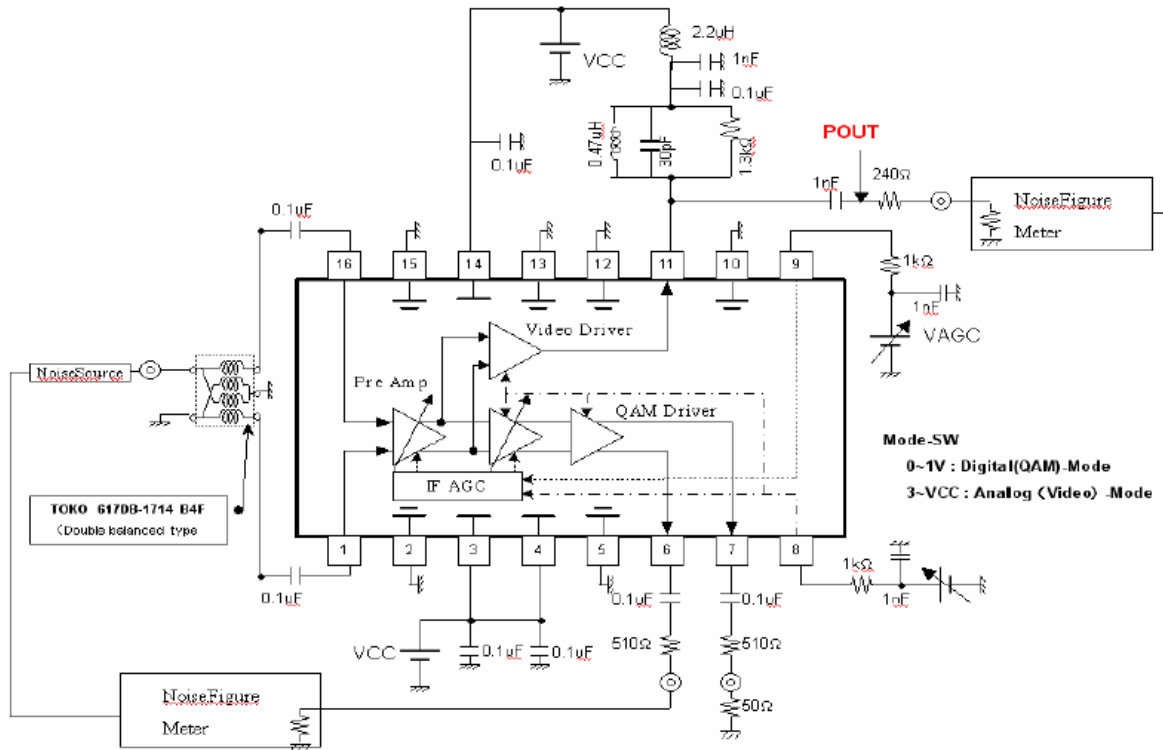 2.2uH
VCC
1nF
0.1uF
0.47uH
30pF
1.3kΩ
0.1uF
POUT
1nF
240Ω
NoiseFigure
Meter
0.1uF
16
15
14
13
12
11
10
9
1kΩ
1nF
VAGC
Video Driver
NoiseSource
Pre Amp
QAM Driver
IF AGC
Mode-SW
0~1V : Digital(QAM)-Mode
3~VCC : Analog (Video) -Mode
TOKO 617DB-1714 B4F
(Double balanced type
1
2
3
4
5
6
7
8
0.1uF
0.1uF
0.1uF
1kΩ
1nF
VCC
0.1uF
0.1uF
510Ω
510Ω
50Ω
NoiseFigure
Meter